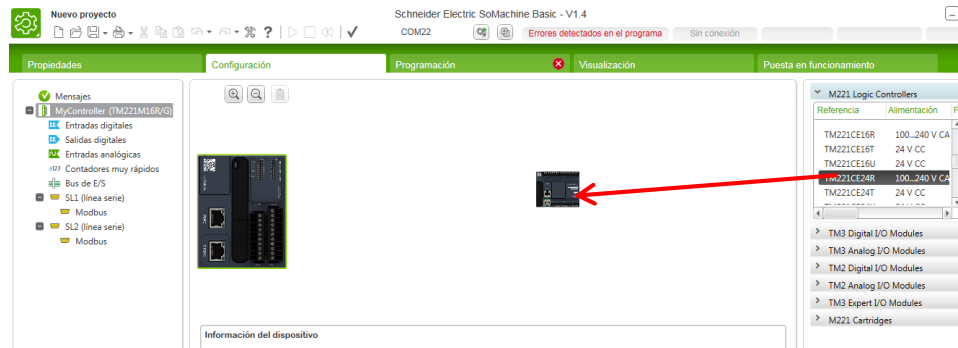 Nuevo proyecto
Schneider Electric SoMachine Basic - V1.4
COM22
Errores detectados en el programa
Sin conexión
Propiedades
Configuración
Programación
Visualización
Puesta en funcionamiento
Mensajes
MyController (TM221M16R/G)
Entradas digitales
Salidas digitales
Entradas analógicas
Contadores muy rápidos
Bus de E/S
SL1 (línea serie)
Modbus
SL2 (línea serie)
Modbus
M221 Logic Controllers
Referencia Alimentación
TM221CE16R 100...240 V CA
TM221CE16T 24 V CC
TM221CE16U 24 V CC
TM221CE24R 100...240 V CA
TM221CE24T 24 V CC
TM3 Digital I/O Modules
TM3 Analog I/O Modules
TM2 Digital I/O Modules
TM2 Analog I/O Modules
TM3 Expert I/O Modules
M221 Cartridges
Información del dispositivo